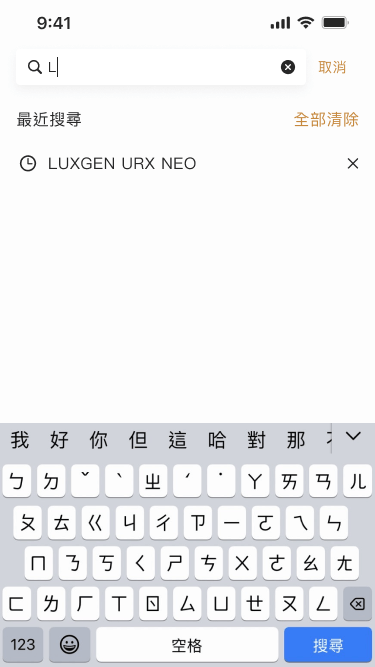 9:41
L 取消
最近搜尋 全部清除
LUXGEN URX NEO
我 好 你 但 這 哈 對 那
ㄅ ㄉ ˇ ˋ ㄓ ˊ ˙ ㄚ ㄞ ㄢ ㄦ
ㄆ ㄊ ㄍ ㄐ ㄔ ㄗ ㄧ ㄛ ㄟ ㄣ
ㄇ ㄋ ㄎ ㄑ ㄕ ㄘ ㄨ ㄜ ㄠ ㄤ
ㄈ ㄌ ㄏ ㄒ ㄖ ㄙ ㄩ ㄝ ㄡ ㄥ
123 空格 搜尋